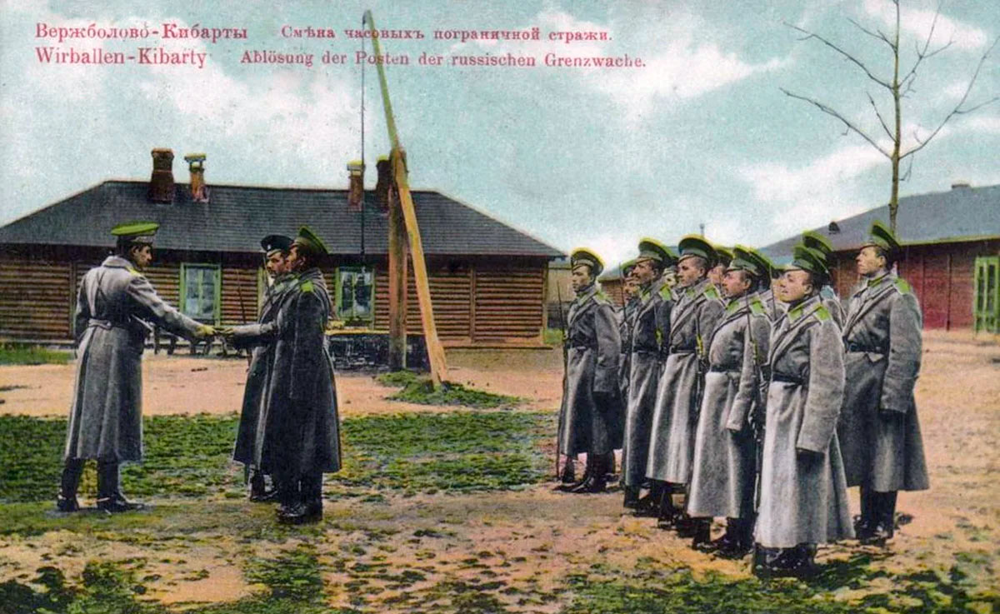 Вержболово-Кибарты Смѣна часовыхъ пограничной стражи.
Wirballen-Kibarty Ablösung der Posten der russischen Grenzwache.